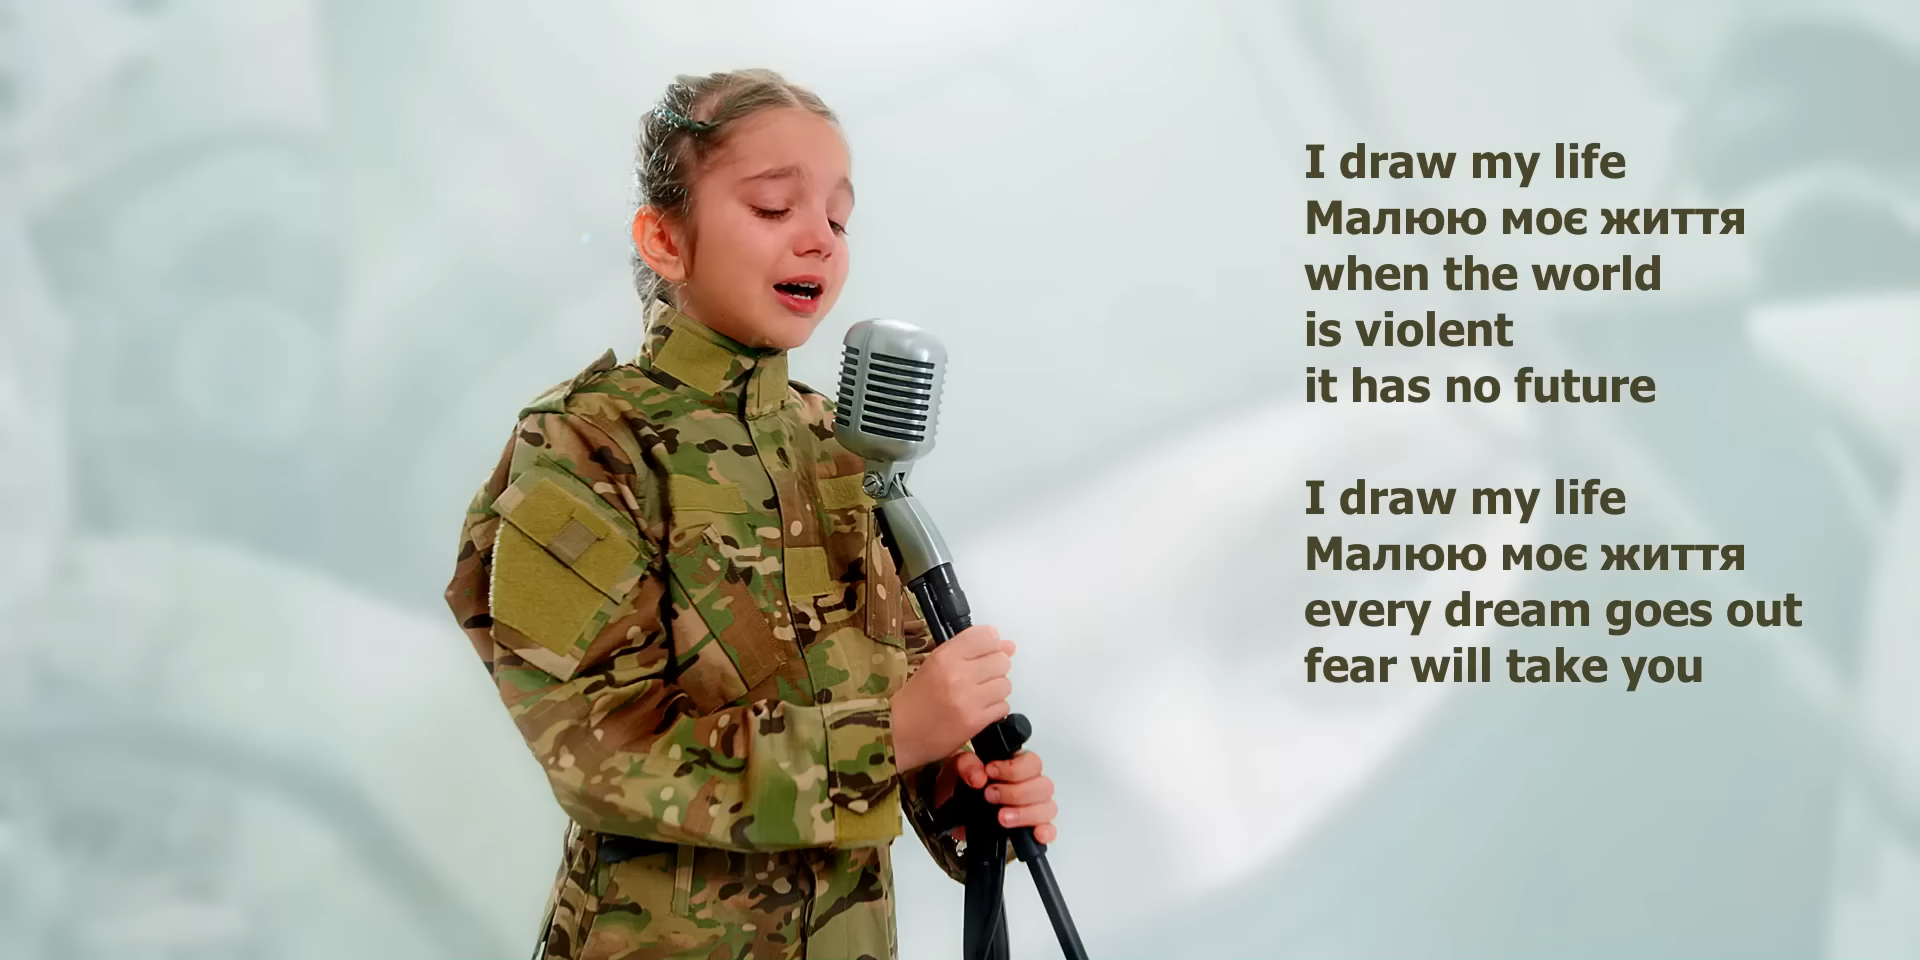 I draw my life
Малюю моє життя
when the world
is violent
it has no future
I draw my life
Малюю моє життя
every dream goes out
fear will take you